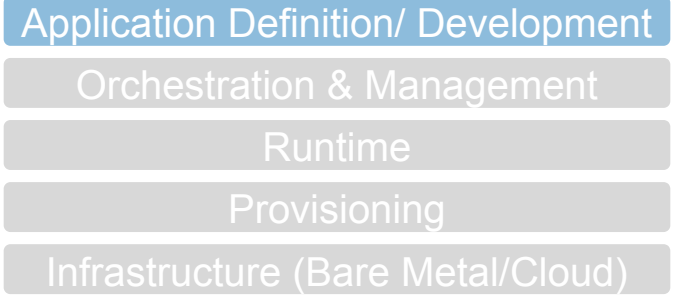 Application Definition/ Development
Orchestration & Management
Runtime
Provisioning
Infrastructure (Bare Metal/Cloud)